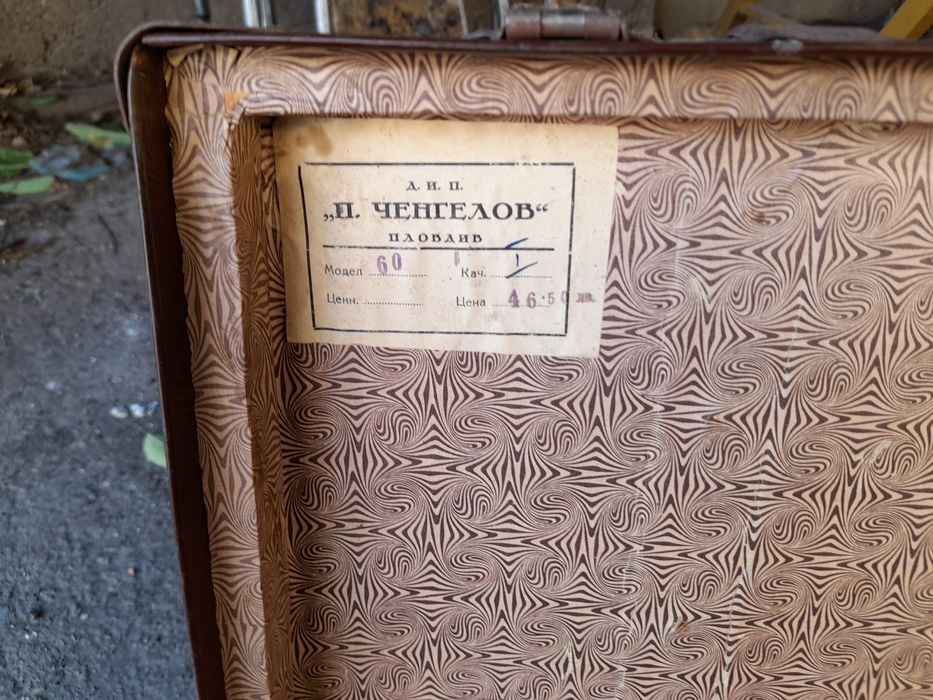 Д. И. П.
„П. ЧЕНГЕЛОВ“
ПЛОВДИВ
Модел 60 Кач. 1
Ценн. Цена 46·50 лв.